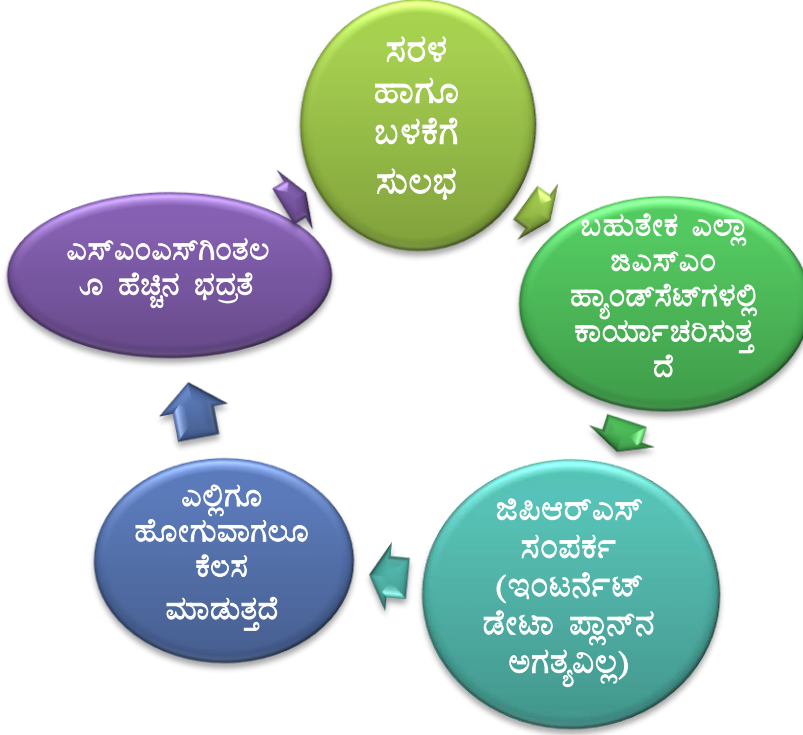 ಸರಳ
ಹಾಗೂ
ಬಳಕೆಗೆ
ಸುಲಭ
ಬಹುತೇಕ ಎಲ್ಲಾ
ಜಿಎಸ್ಎಂ
ಹ್ಯಾಂಡ್‌ಸೆಟ್‌ಗಳಲ್ಲಿ
ಕಾರ್ಯಾಚರಿಸುತ್ತ
ದೆ
ಜಿಪಿಆರ್‌ಎಸ್
ಸಂಪರ್ಕ
(ಇಂಟರ್ನೆಟ್
ಡೇಟಾ ಪ್ಲಾನ್‌ನ
ಅಗತ್ಯವಿಲ್ಲ)
ಎಲ್ಲಿಗೂ
ಹೋಗುವಾಗಲೂ
ಕೆಲಸ
ಮಾಡುತ್ತದೆ
ಎಸ್ಎಂಎಸ್‌ಗಿಂತಲ
ೂ ಹೆಚ್ಚಿನ ಭದ್ರತೆ